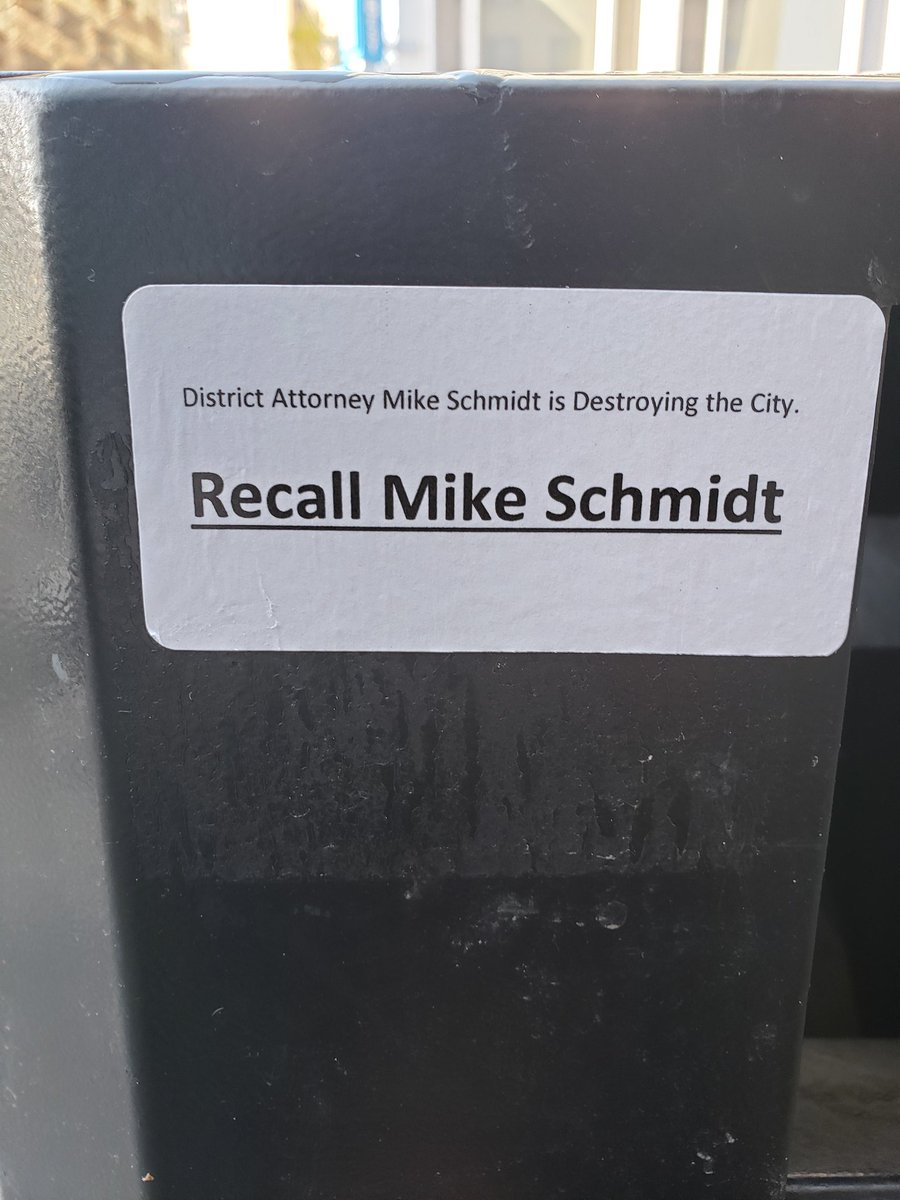 District Attorney Mike Schmidt is Destroying the City.
Recall Mike Schmidt